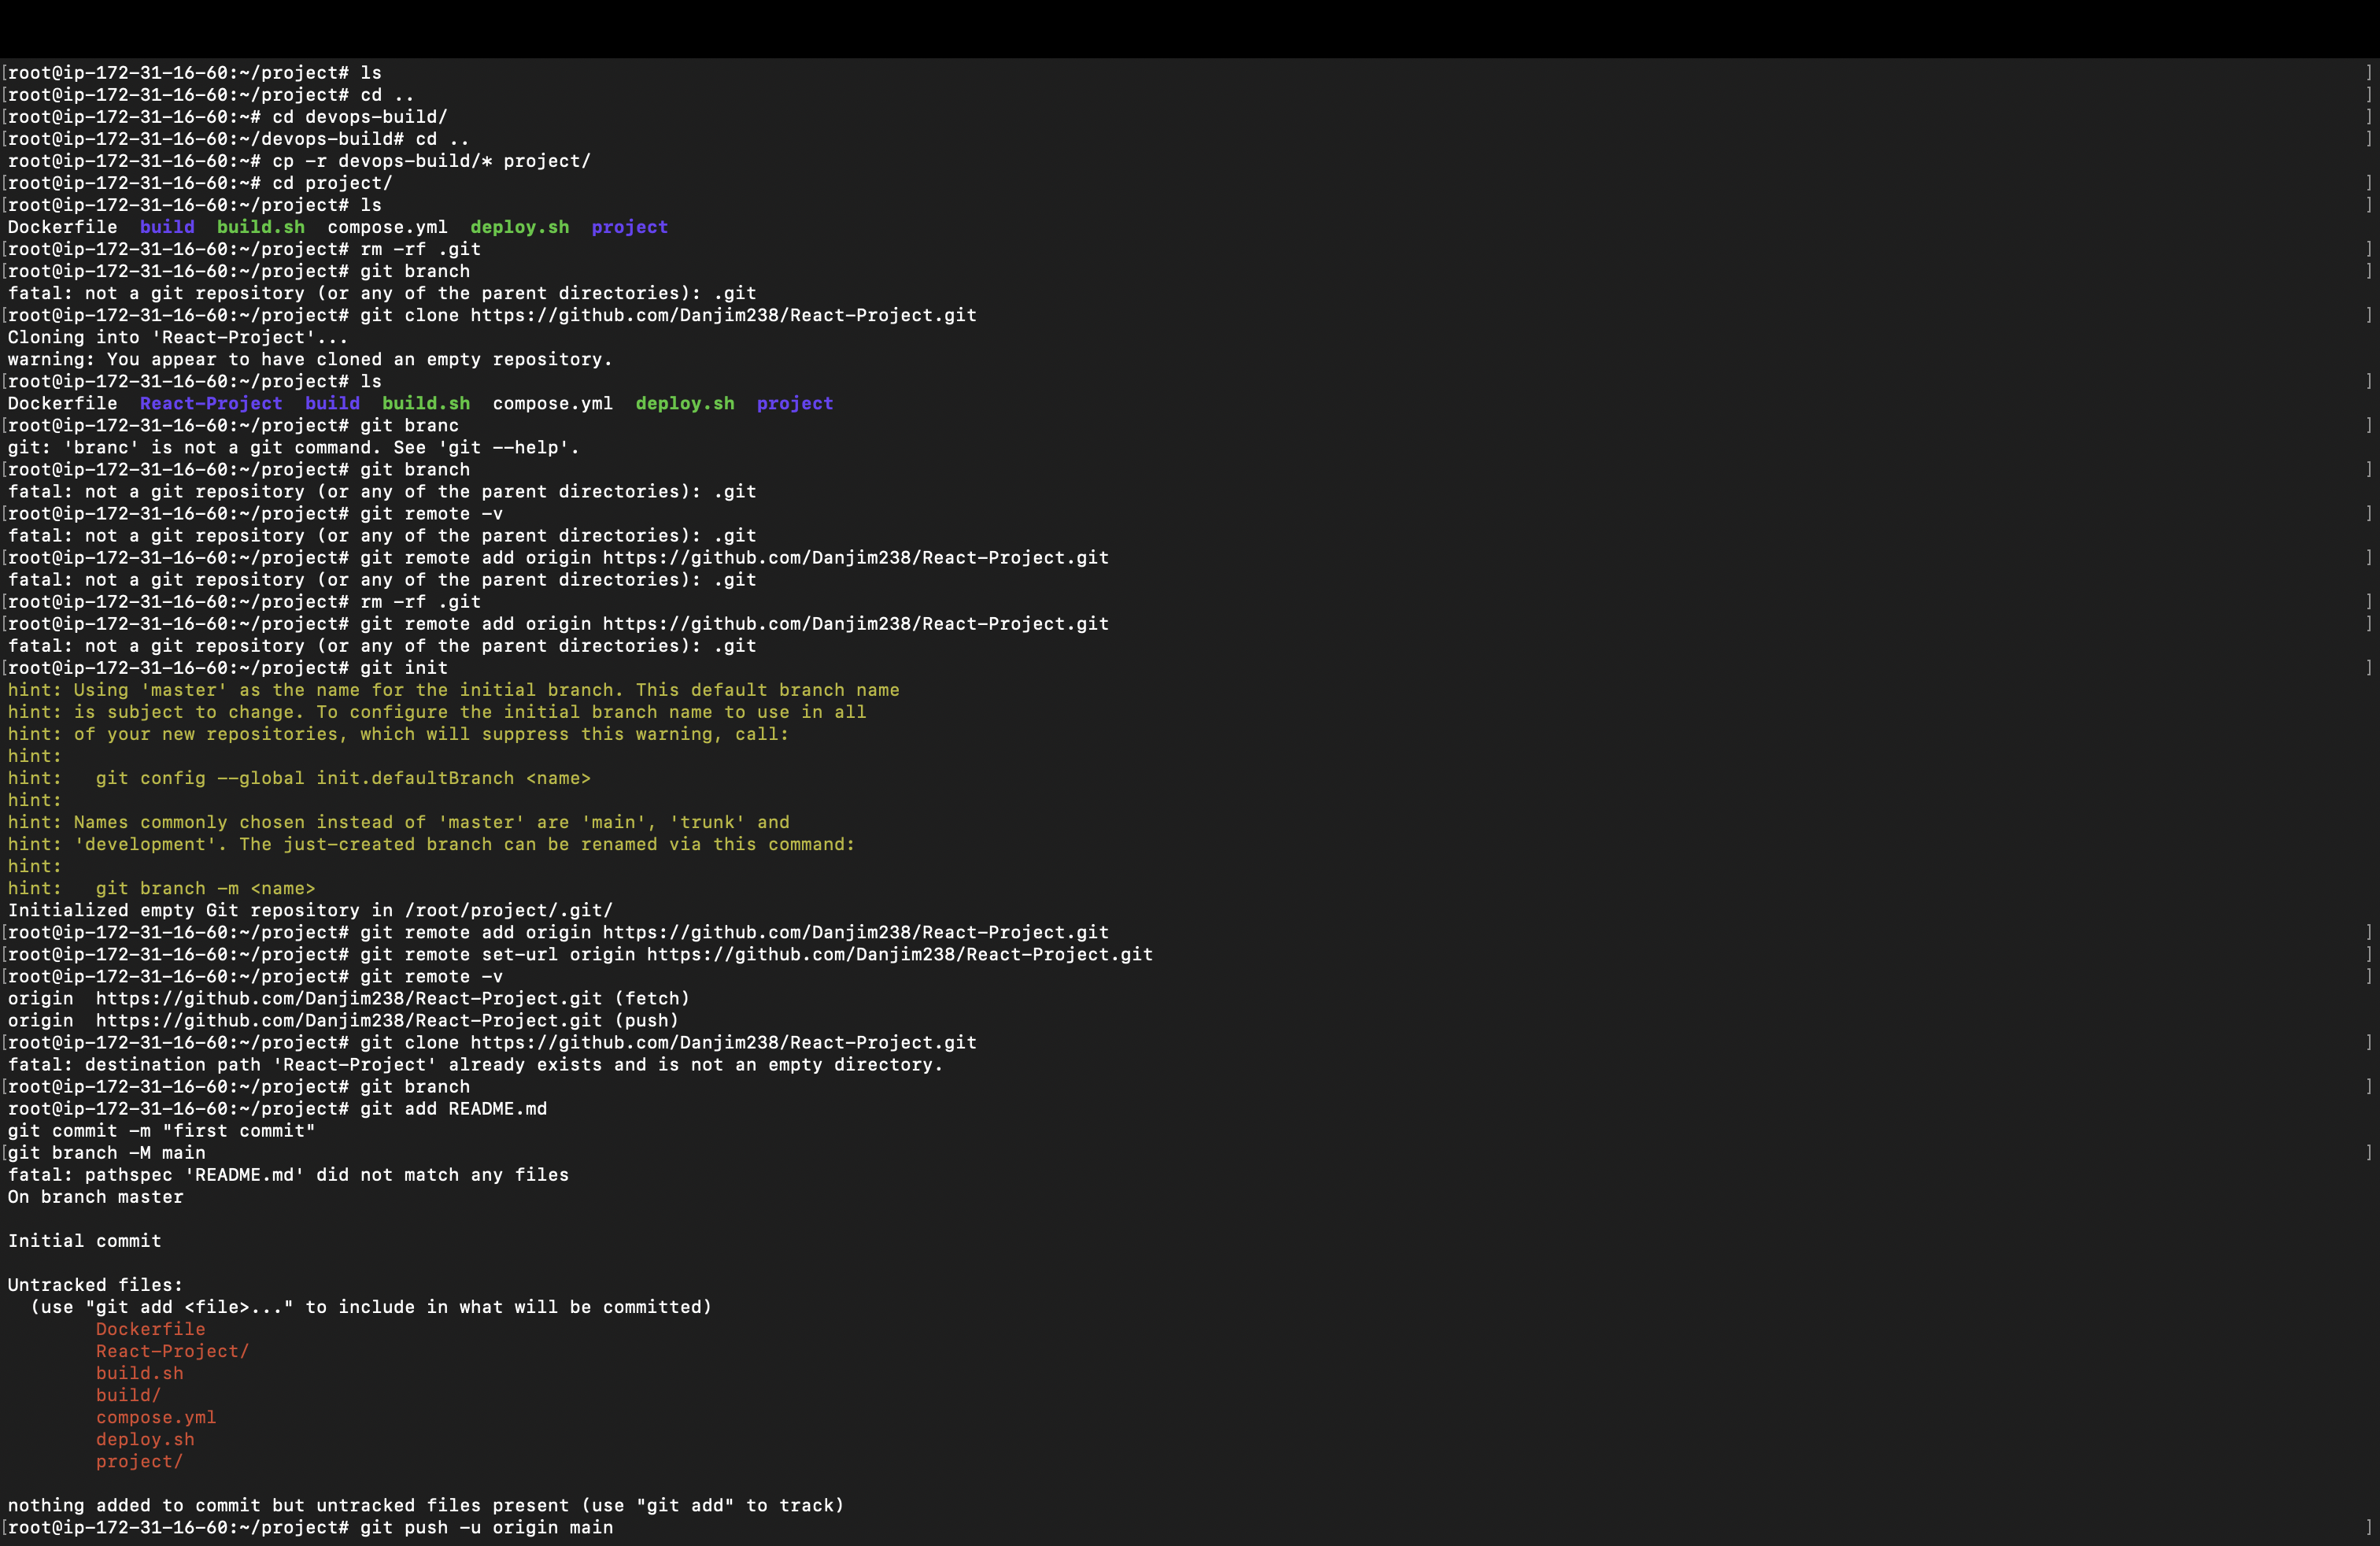 [root@ip-172-31-16-60:~/project# ls ]
[root@ip-172-31-16-60:~/project# cd .. ]
[root@ip-172-31-16-60:~# cd devops-build/ ]
[root@ip-172-31-16-60:~/devops-build# cd .. ]
root@ip-172-31-16-60:~# cp -r devops-build/* project/
[root@ip-172-31-16-60:~# cd project/ ]
[root@ip-172-31-16-60:~/project# ls ]
Dockerfile  build  build.sh  compose.yml  deploy.sh  project
[root@ip-172-31-16-60:~/project# rm -rf .git ]
[root@ip-172-31-16-60:~/project# git branch ]
fatal: not a git repository (or any of the parent directories): .git
[root@ip-172-31-16-60:~/project# git clone https://github.com/Danjim238/React-Project.git ]
Cloning into 'React-Project'...
warning: You appear to have cloned an empty repository.
[root@ip-172-31-16-60:~/project# ls ]
Dockerfile  React-Project  build  build.sh  compose.yml  deploy.sh  project
[root@ip-172-31-16-60:~/project# git branc ]
git: 'branc' is not a git command. See 'git --help'.
[root@ip-172-31-16-60:~/project# git branch ]
fatal: not a git repository (or any of the parent directories): .git
[root@ip-172-31-16-60:~/project# git remote -v ]
fatal: not a git repository (or any of the parent directories): .git
[root@ip-172-31-16-60:~/project# git remote add origin https://github.com/Danjim238/React-Project.git ]
fatal: not a git repository (or any of the parent directories): .git
[root@ip-172-31-16-60:~/project# rm -rf .git ]
[root@ip-172-31-16-60:~/project# git remote add origin https://github.com/Danjim238/React-Project.git ]
fatal: not a git repository (or any of the parent directories): .git
[root@ip-172-31-16-60:~/project# git init ]
hint: Using 'master' as the name for the initial branch. This default branch name
hint: is subject to change. To configure the initial branch name to use in all
hint: of your new repositories, which will suppress this warning, call:
hint:
hint:   git config --global init.defaultBranch <name>
hint:
hint: Names commonly chosen instead of 'master' are 'main', 'trunk' and
hint: 'development'. The just-created branch can be renamed via this command:
hint:
hint:   git branch -m <name>
Initialized empty Git repository in /root/project/.git/
[root@ip-172-31-16-60:~/project# git remote add origin https://github.com/Danjim238/React-Project.git ]
[root@ip-172-31-16-60:~/project# git remote set-url origin https://github.com/Danjim238/React-Project.git ]
[root@ip-172-31-16-60:~/project# git remote -v ]
origin  https://github.com/Danjim238/React-Project.git (fetch)
origin  https://github.com/Danjim238/React-Project.git (push)
[root@ip-172-31-16-60:~/project# git clone https://github.com/Danjim238/React-Project.git ]
fatal: destination path 'React-Project' already exists and is not an empty directory.
[root@ip-172-31-16-60:~/project# git branch ]
root@ip-172-31-16-60:~/project# git add README.md
git commit -m "first commit"
[git branch -M main ]
fatal: pathspec 'README.md' did not match any files
On branch master

Initial commit

Untracked files:
  (use "git add <file>..." to include in what will be committed)
        Dockerfile
        React-Project/
        build.sh
        build/
        compose.yml
        deploy.sh
        project/

nothing added to commit but untracked files present (use "git add" to track)
[root@ip-172-31-16-60:~/project# git push -u origin main ]